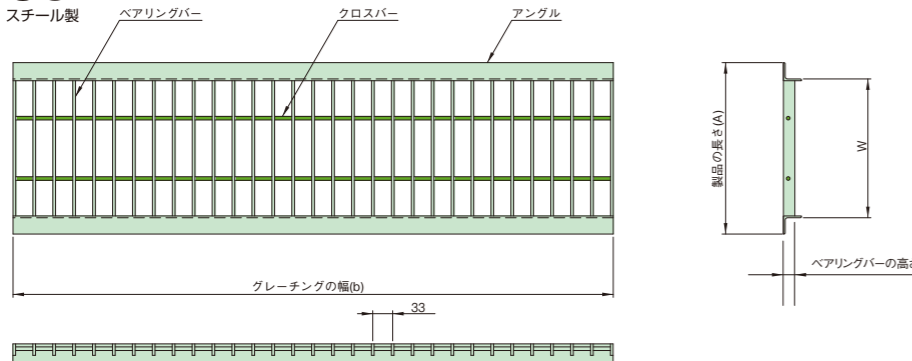 スチール製
ベアリングバー
クロスバー
アングル
製品の長さ(A)
W
ベアリングバーの高さ
グレーチングの幅(b)
33